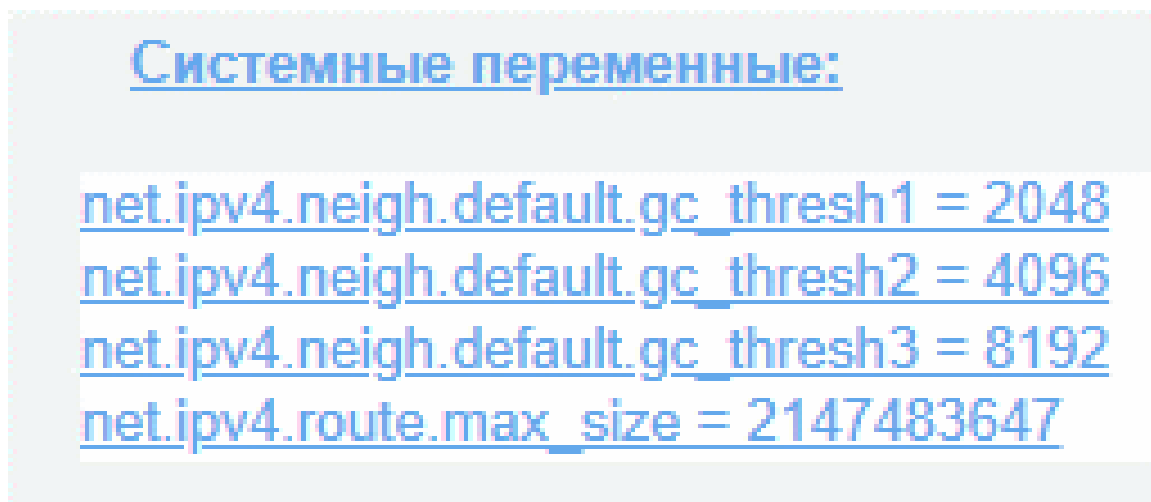 Системные переменные:
net.ipv4.neigh.default.gc_thresh1 = 2048
net.ipv4.neigh.default.gc_thresh2 = 4096
net.ipv4.neigh.default.gc_thresh3 = 8192
net.ipv4.route.max_size = 2147483647